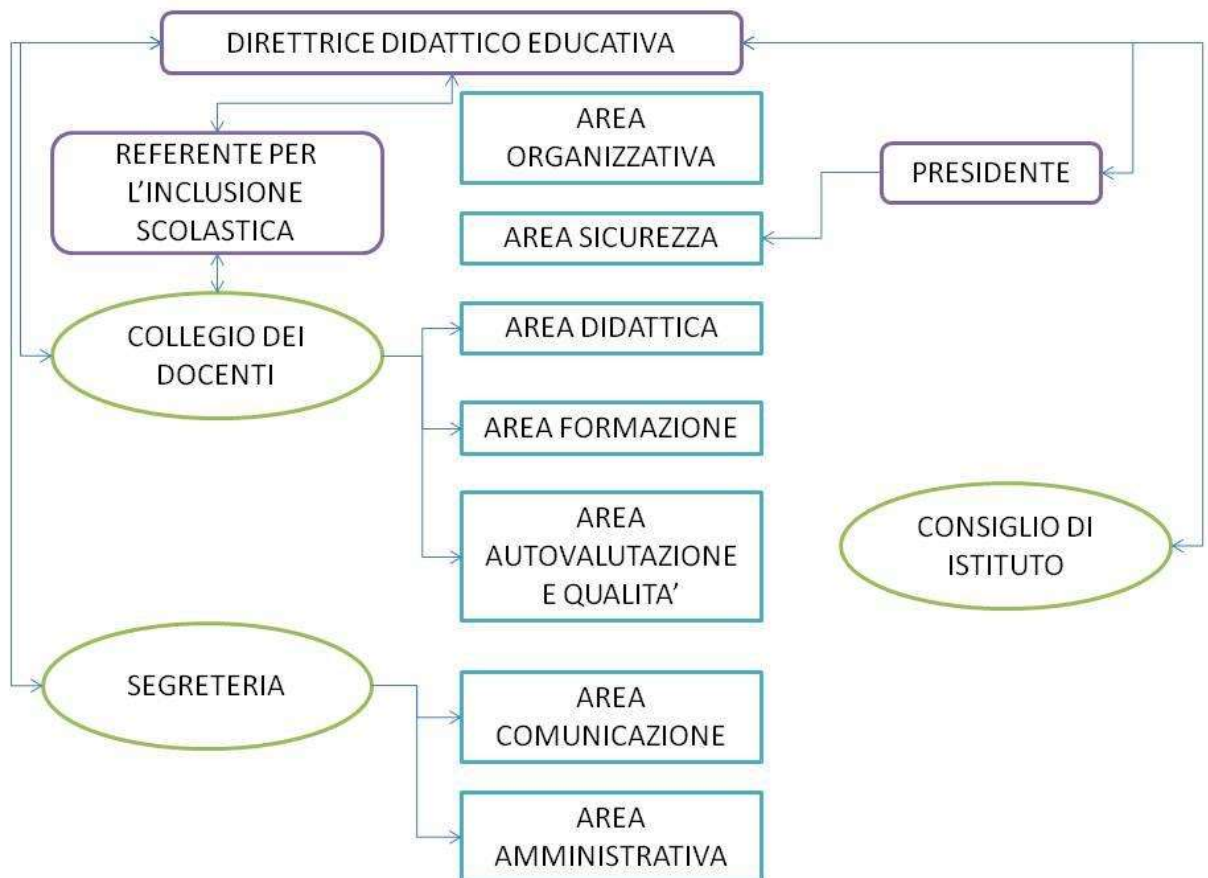 DIRETTRICE DIDATTICO EDUCATIVA
AREA
ORGANIZZATIVA
REFERENTE PER
L’INCLUSIONE
SCOLASTICA
PRESIDENTE
AREA SICUREZZA
COLLEGIO DEI
DOCENTI
AREA DIDATTICA
AREA FORMAZIONE
AREA
AUTOVALUTAZIONE
E QUALITA’
CONSIGLIO DI
ISTITUTO
SEGRETERIA
AREA
COMUNICAZIONE
AREA
AMMINISTRATIVA